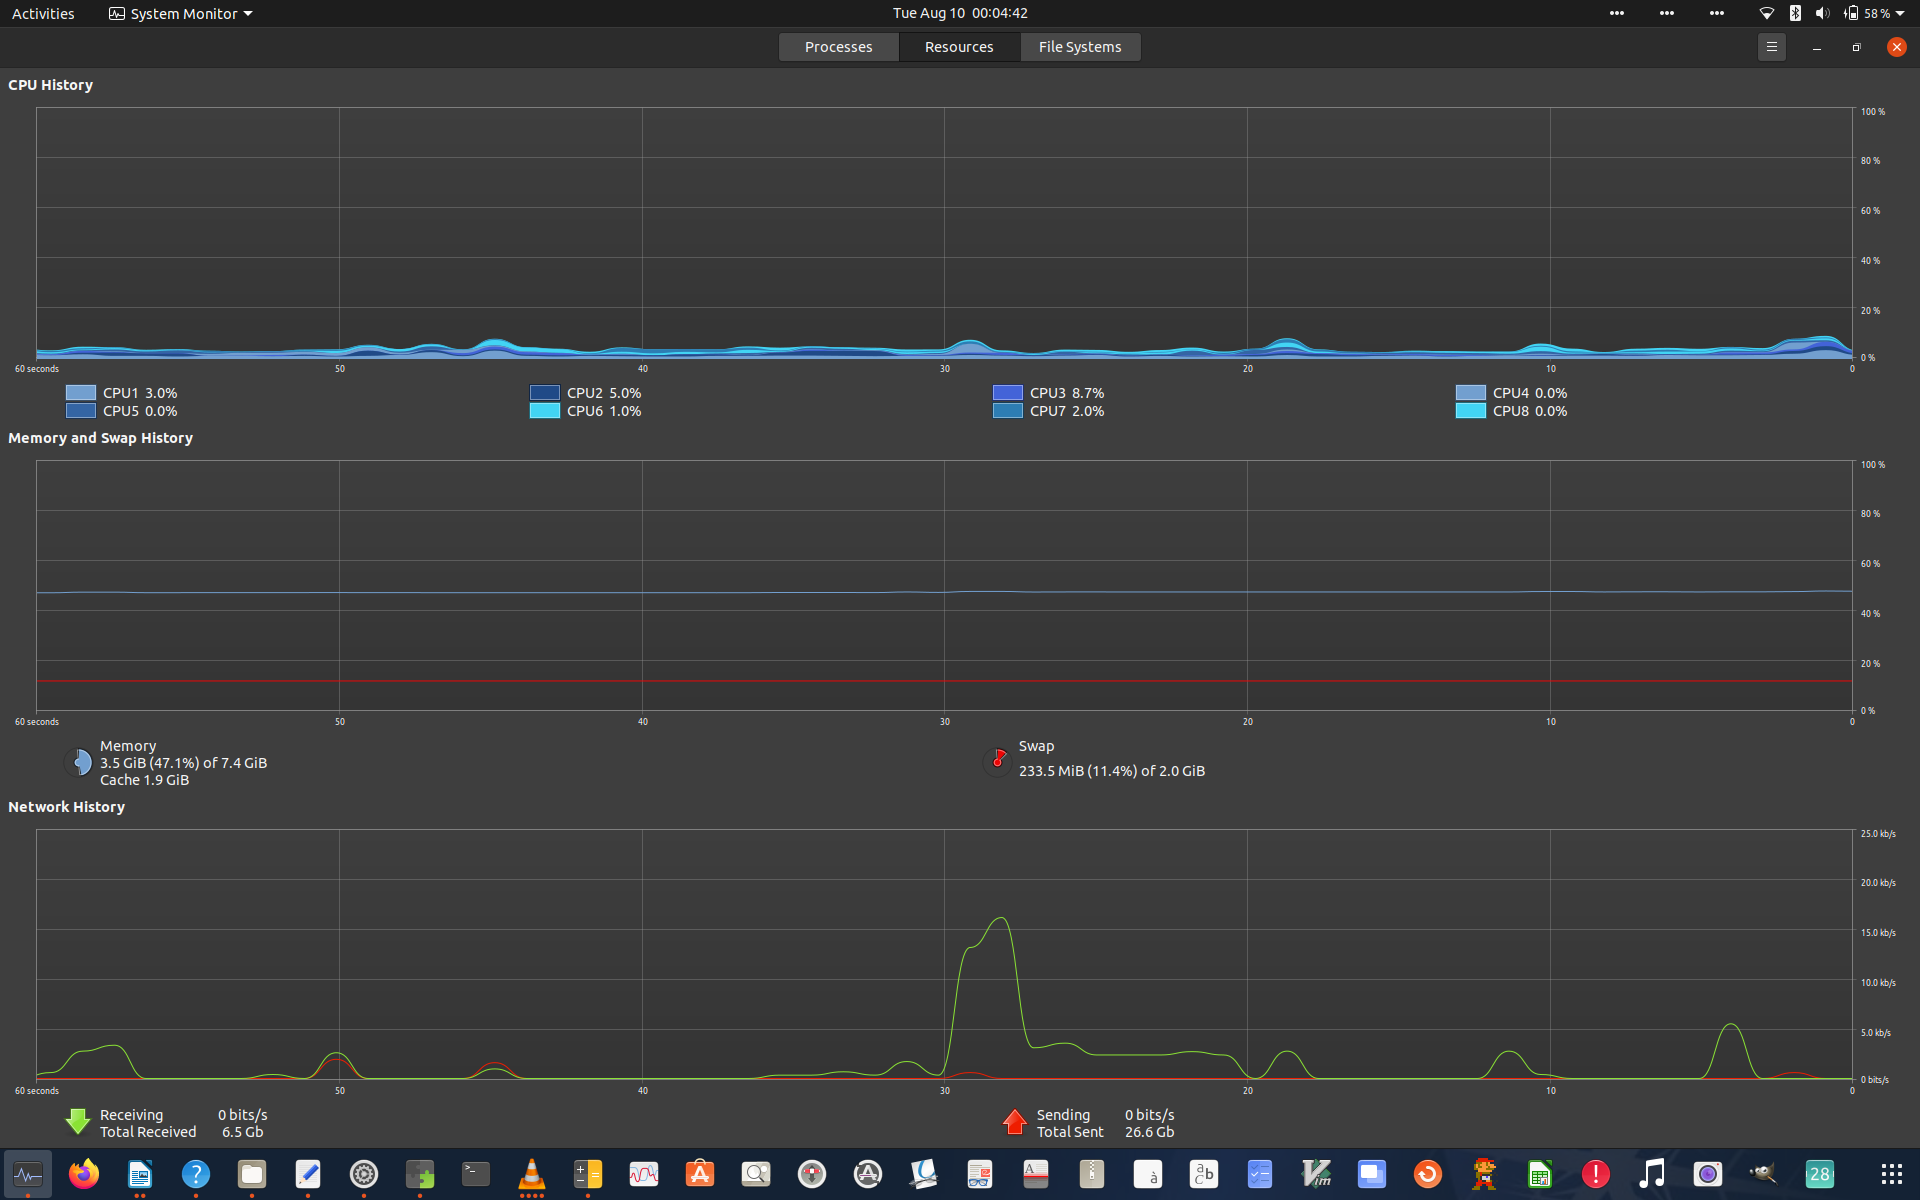 Activities System Monitor Tue Aug 10 00:04:42 58 %
Processes Resources File Systems
CPU History
100 %
80 %
60 %
40 %
20 %
0 %
60 seconds 50 40 30 20 10 0
CPU1 3.0% CPU2 5.0% CPU3 8.7% CPU4 0.0%
CPU5 0.0% CPU6 1.0% CPU7 2.0% CPU8 0.0%
Memory and Swap History
100 %
80 %
60 %
40 %
20 %
0 %
60 seconds 50 40 30 20 10 0
Memory
3.5 GiB (47.1%) of 7.4 GiB
Cache 1.9 GiB
Swap
233.5 MiB (11.4%) of 2.0 GiB
Network History
25.0 kb/s
20.0 kb/s
15.0 kb/s
10.0 kb/s
5.0 kb/s
0 bits/s
60 seconds 50 40 30 20 10 0
Receiving 0 bits/s
Total Received 6.5 Gb
Sending 0 bits/s
Total Sent 26.6 Gb
? >_ A A à ab c Vim ! 28